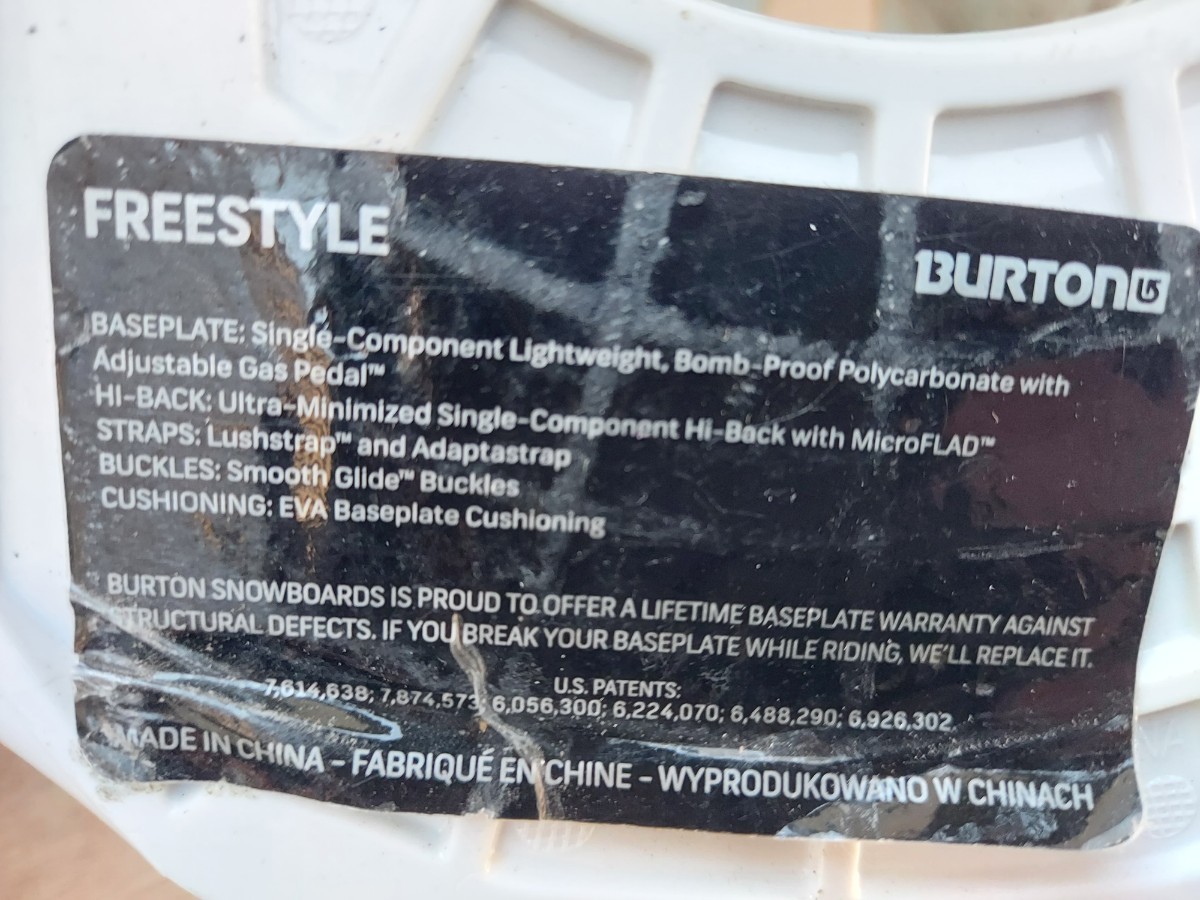 FREESTYLE
BURTON
BASEPLATE: Single-Component Lightweight, Bomb-Proof Polycarbonate with
Adjustable Gas Pedal™
HI-BACK: Ultra-Minimized Single-Component Hi-Back with MicroFLAD™
STRAPS: Lushstrap™ and Adaptastrap
BUCKLES: Smooth Glide™ Buckles
CUSHIONING: EVA Baseplate Cushioning
BURTON SNOWBOARDS IS PROUD TO OFFER A LIFETIME BASEPLATE WARRANTY AGAINST
STRUCTURAL DEFECTS. IF YOU BREAK YOUR BASEPLATE WHILE RIDING, WE'LL REPLACE IT.
U.S. PATENTS:
7,614,638; 7,874,573; 6,056,300; 6,224,070; 6,488,290; 6,926,302
MADE IN CHINA - FABRIQUÉ EN CHINE - WYPRODUKOWANO W CHINACH